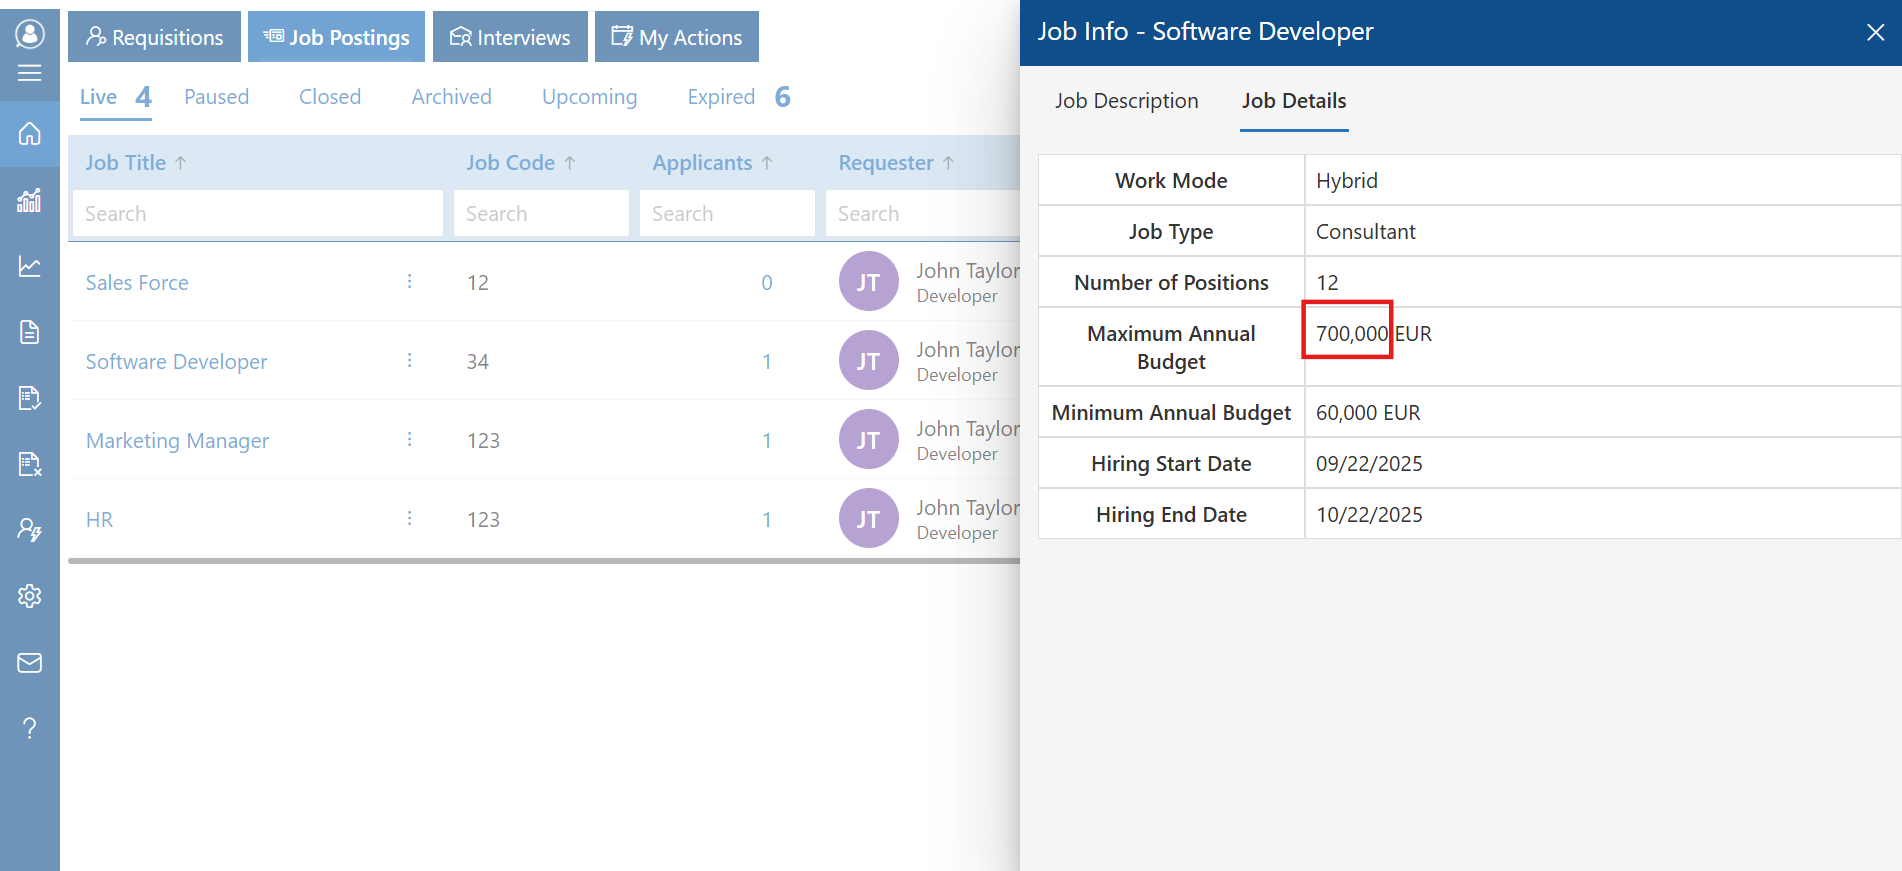 Requisitions
Job Postings
Interviews
My Actions
Live 4
Paused
Closed
Archived
Upcoming
Expired 6
Job Title ↑
Job Code ↑
Applicants ↑
Requester ↑
Search
Search
Search
Search
Sales Force
12
0
JT
John Taylor
Developer
Software Developer
34
1
JT
John Taylor
Developer
Marketing Manager
123
1
JT
John Taylor
Developer
HR
123
1
JT
John Taylor
Developer
?
Job Info - Software Developer
Job Description
Job Details
Work Mode
Hybrid
Job Type
Consultant
Number of Positions
12
Maximum Annual
Budget
700,000 EUR
Minimum Annual Budget
60,000 EUR
Hiring Start Date
09/22/2025
Hiring End Date
10/22/2025